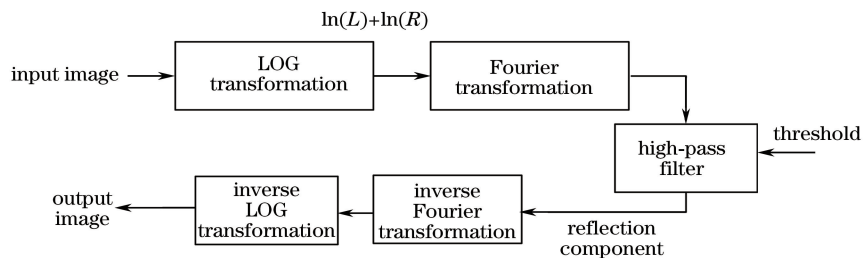 ln(L)+ln(R)
input image
LOG
transformation
Fourier
transformation
high-pass
filter
threshold
reflection
component
inverse
Fourier
transformation
inverse
LOG
transformation
output
image